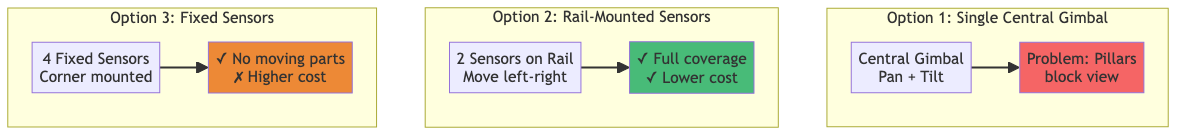 Option 3: Fixed Sensors
4 Fixed Sensors
Corner mounted
✓ No moving parts
✗ Higher cost
Option 2: Rail-Mounted Sensors
2 Sensors on Rail
Move left-right
✓ Full coverage
✓ Lower cost
Option 1: Single Central Gimbal
Central Gimbal
Pan + Tilt
Problem: Pillars
block view